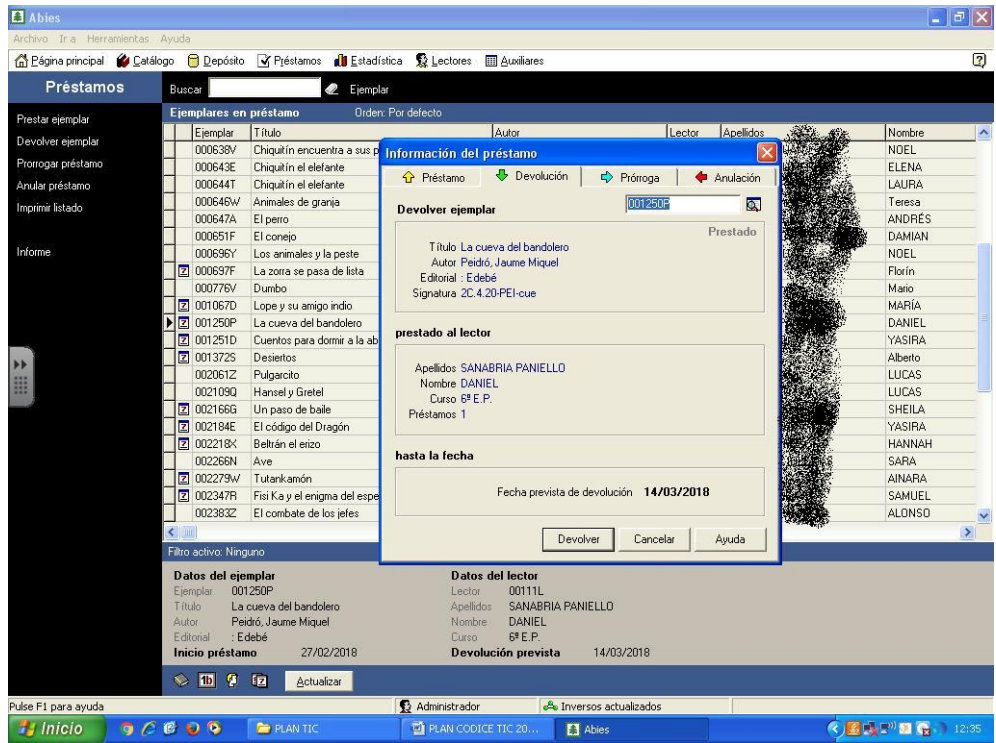 Abies
Archivo Ir a Herramientas Ayuda
Página principal Catálogo Depósito Préstamos Estadística Lectores Auxiliares
Préstamos
Buscar Ejemplar
Prestar ejemplar
Devolver ejemplar
Prorrogar préstamo
Anular préstamo
Imprimir listado
Informe
Ejemplares en préstamo Orden: Por defecto
Ejemplar Título Autor Lector Apellidos Nombre
000638V Chiquitín encuentra a sus p NOEL
000643E Chiquitín el elefante ELENA
000644T Chiquitín el elefante LAURA
000646W Animales de granja Teresa
000647A El perro ANDRÉS
000651F El conejo DAMIAN
000696Y Los animales y la peste NOEL
000697F La zorra se pasa de lista Florín
000776V Dumbo Mario
001067D Lope y su amigo indio MARÍA
001250P La cueva del bandolero DANIEL
001251D Cuentos para dormir a la ab YASIRA
001372S Desiertos Alberto
002061Z Pulgarcito LUCAS
002109Q Hansel y Gretel LUCAS
002166G Un paso de baile SHEILA
002184E El código del Dragón YASIRA
002218X Beltrán el erizo HANNAH
002266N Ave SARA
002279W Tutankamón AINARA
002347R Fisi Ka y el enigma del espe SAMUEL
002383Z El combate de los jefes ALONSO
Información del préstamo
Préstamo Devolución Prórroga Anulación
Devolver ejemplar 001250P
Prestado
Título La cueva del bandolero
Autor Peidró, Jaume Miquel
Editorial : Edebé
Signatura 2C.4.20-PEI-cue
prestado al lector
Apellidos SANABRIA PANIELLO
Nombre DANIEL
Curso 6º E.P.
Préstamos 1
hasta la fecha
Fecha prevista de devolución 14/03/2018
Devolver Cancelar Ayuda
Filtro activo: Ninguno
Datos del ejemplar
Ejemplar 001250P
Título La cueva del bandolero
Autor Peidró, Jaume Miquel
Editorial : Edebé
Inicio préstamo 27/02/2018
Datos del lector
Lector 00111L
Apellidos SANABRIA PANIELLO
Nombre DANIEL
Curso 6º E.P.
Devolución prevista 14/03/2018
Actualizar
Pulse F1 para ayuda Administrador Inversos actualizados
Inicio PLAN TIC PLAN CODICE TIC 20... Abies 12:35